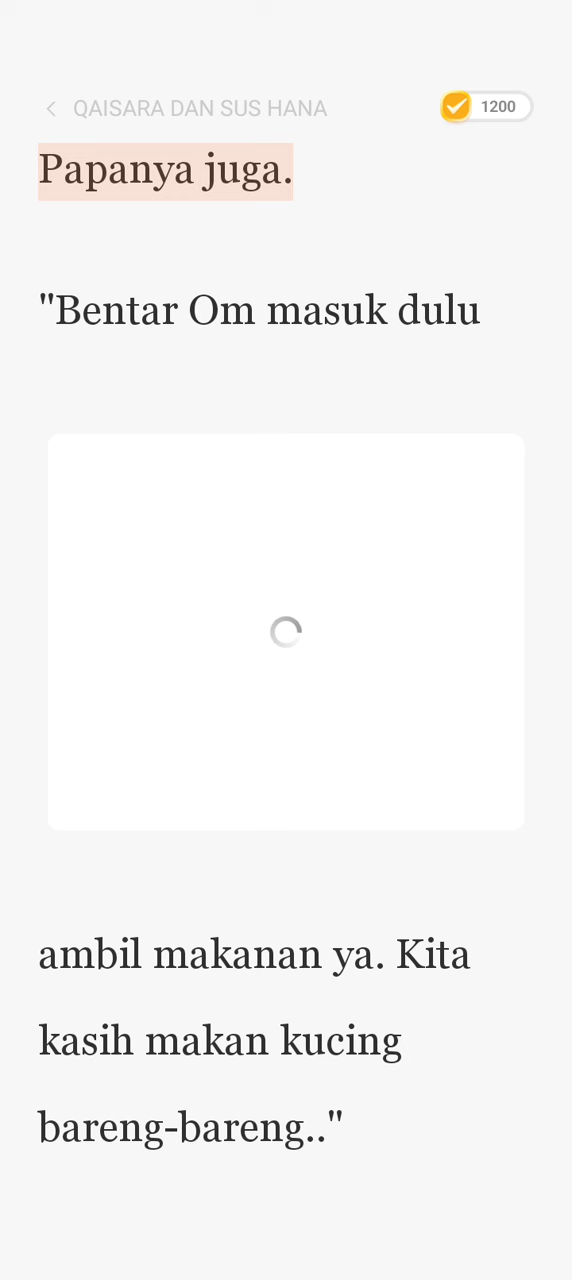 QAISARA DAN SUS HANA
1200
Papanya juga.
"Bentar Om masuk dulu
ambil makanan ya. Kita
kasih makan kucing
bareng-bareng.."